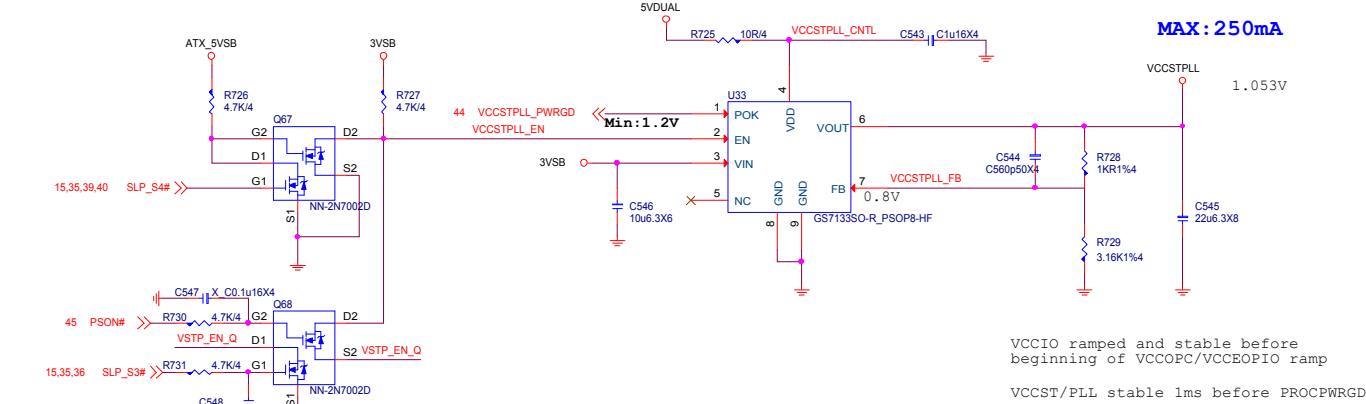 5VDUAL
MAX:250mA
ATX_5VSB
3VSB
R725
10R/4
VCCSTPLL_CNTL
C543
C1u16X4
VCCSTPLL
1.053V
R726
4.7K/4
R727
4.7K/4
U33
4
Q67
44 VCCSTPLL_PWRGD
Min:1.2V
1
POK
VDD
VOUT
6
G2
D2
VCCSTPLL_EN
2
EN
D1
S2
3VSB
3
VIN
C544
C560p50X4
R728
1KR1%4
15,35,39,40 SLP_S4#
G1
VCCSTPLL_FB
NN-2N7002D
5
NC
GND
GND
FB
7
0.8V
S1
C546
10u6.3X6
8
9
GS7133SO-R_PSOP8-HF
C545
22u6.3X8
R729
3.16K1%4
C547
X_C0.1u16X4
Q68
45 PSON#
R730
4.7K/4
G2
D2
VSTP_EN_Q
D1
S2
VSTP_EN_Q
15,35,36 SLP_S3#
R731
4.7K/4
G1
NN-2N7002D
C548
S1
VCCIO ramped and stable before
beginning of VCCOPC/VCCEOPIO ramp
VCCST/PLL stable 1ms before PROCPWRGD